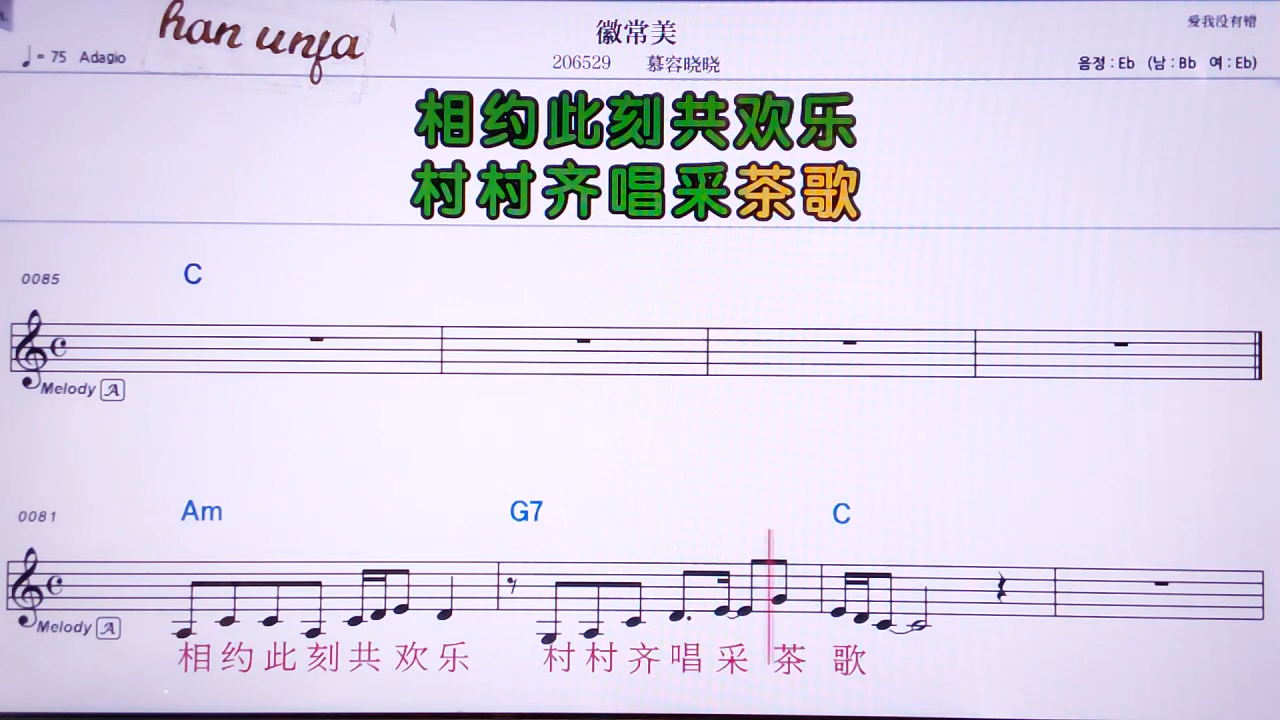 han unja
徽常美
爱我没有错
♩= 75 Adagio
206529 慕容晓晓
음정 : Eb (남 : Bb 여 : Eb)
相约此刻共欢乐
村村齐唱采茶歌
0085
C
Melody A
0081
Am G7 C
Melody A
相约此刻共欢乐 村村齐唱采茶歌